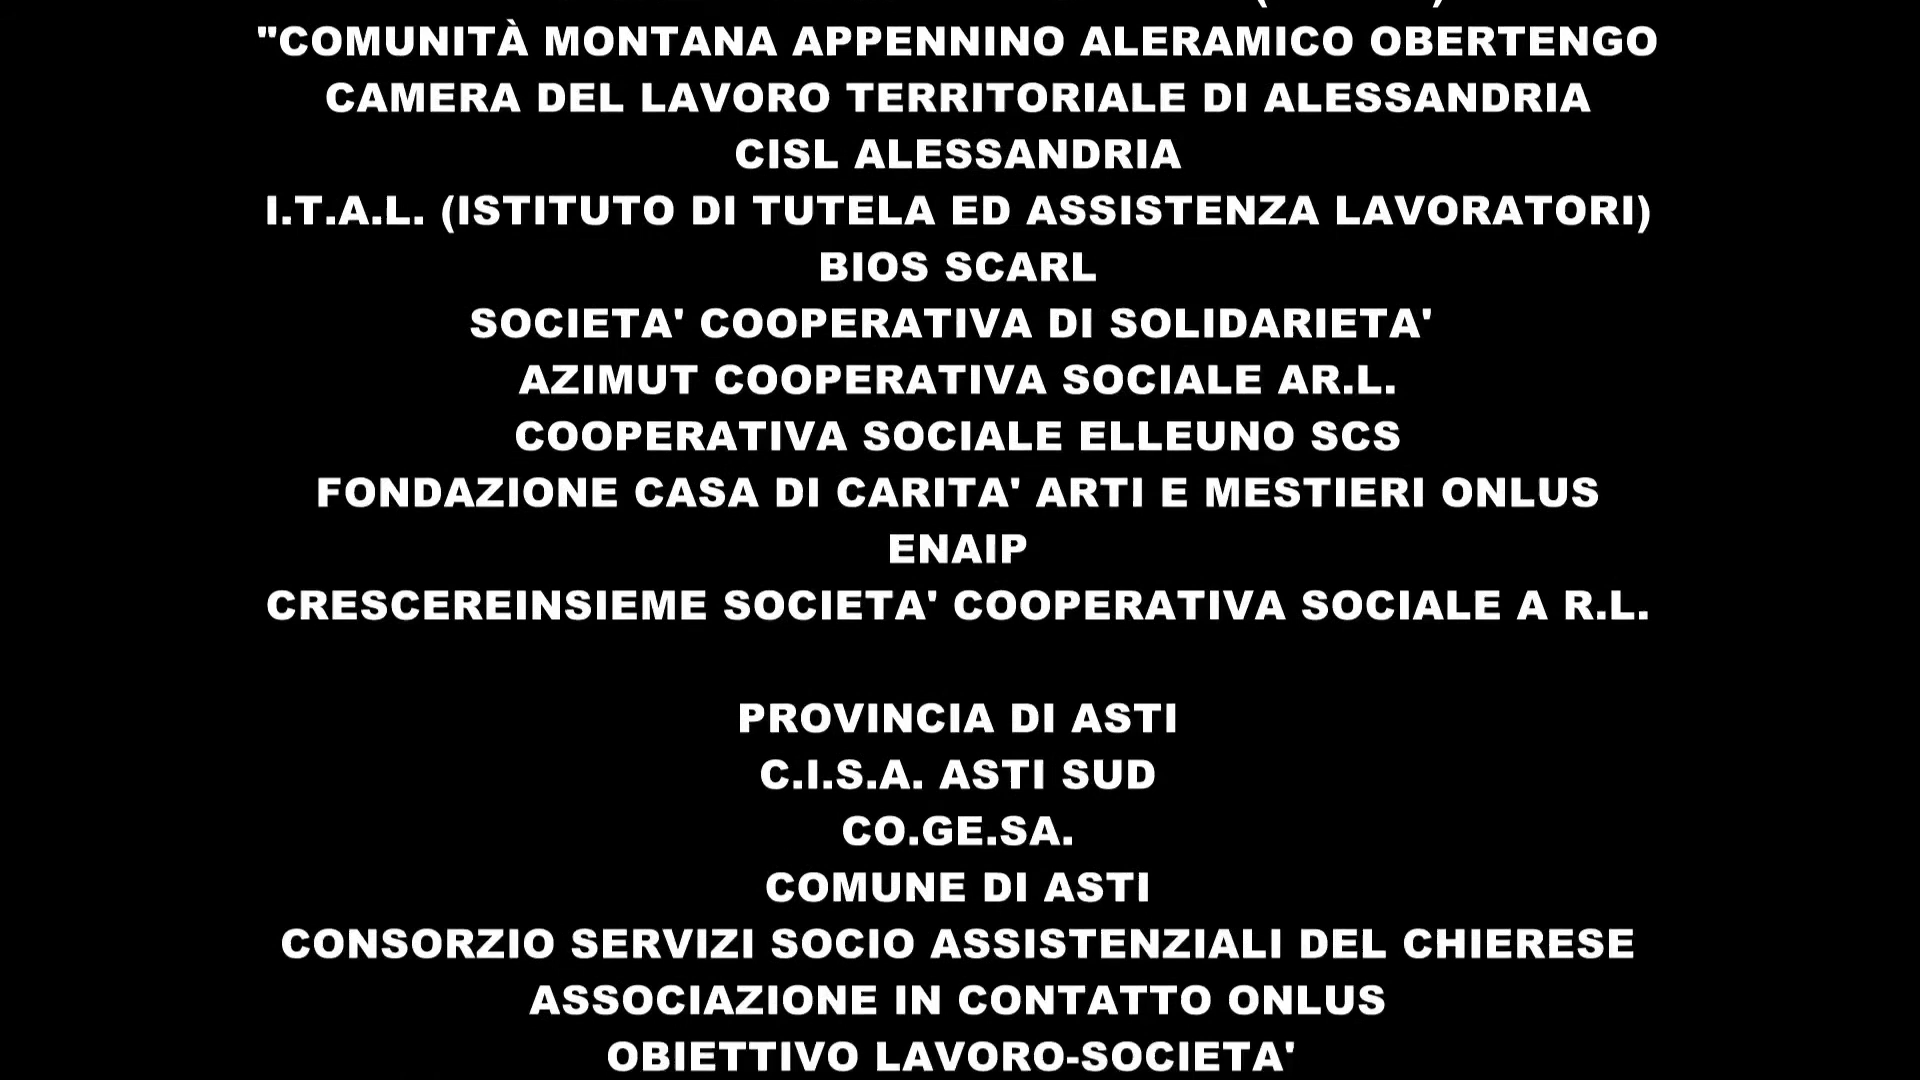 "COMUNITÀ MONTANA APPENNINO ALERAMICO OBERTENGO
CAMERA DEL LAVORO TERRITORIALE DI ALESSANDRIA
CISL ALESSANDRIA
I.T.A.L. (ISTITUTO DI TUTELA ED ASSISTENZA LAVORATORI)
BIOS SCARL
SOCIETA' COOPERATIVA DI SOLIDARIETA'
AZIMUT COOPERATIVA SOCIALE AR.L.
COOPERATIVA SOCIALE ELLEUNO SCS
FONDAZIONE CASA DI CARITA' ARTI E MESTIERI ONLUS
ENAIP
CRESCEREINSIEME SOCIETA' COOPERATIVA SOCIALE A R.L.
PROVINCIA DI ASTI
C.I.S.A. ASTI SUD
CO.GE.SA.
COMUNE DI ASTI
CONSORZIO SERVIZI SOCIO ASSISTENZIALI DEL CHIERESE
ASSOCIAZIONE IN CONTATTO ONLUS
OBIETTIVO LAVORO-SOCIETA'